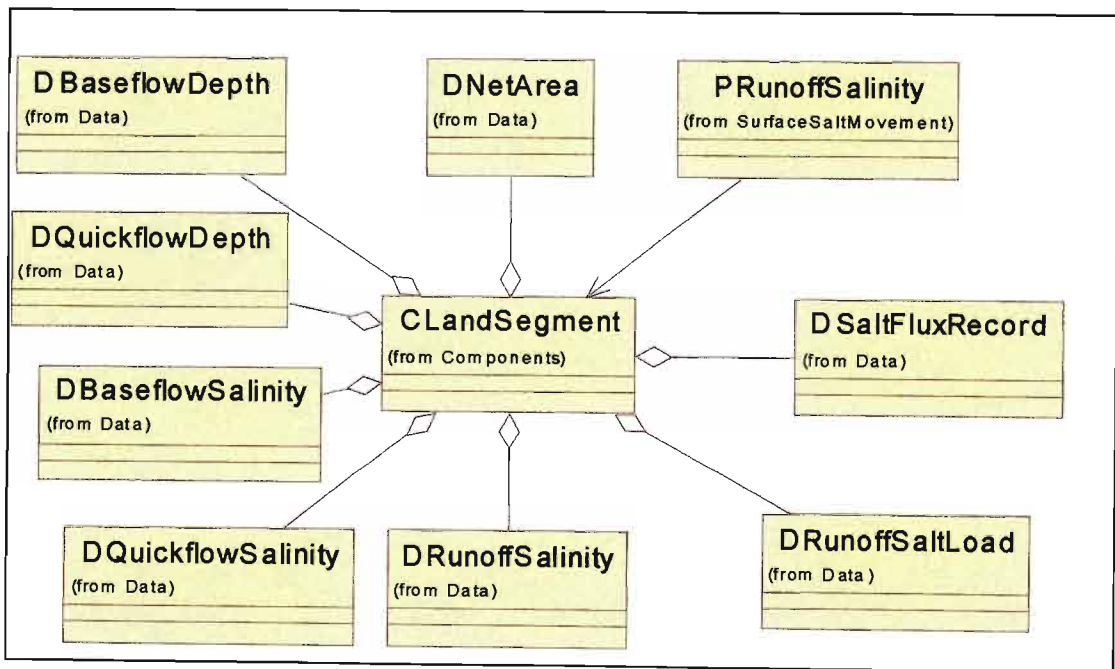 DBaseflowDepth
(from Data)
DNetArea
(from Data)
PRunoffSalinity
(from SurfaceSaltMovement)
DQuickflowDepth
(from Data)
CLandSegment
(from Components)
DSaltFluxRecord
(from Data)
DBaseflowSalinity
(from Data)
DQuickflowSalinity
(from Data)
DRunoffSalinity
(from Data)
DRunoffSaltLoad
(from Data)